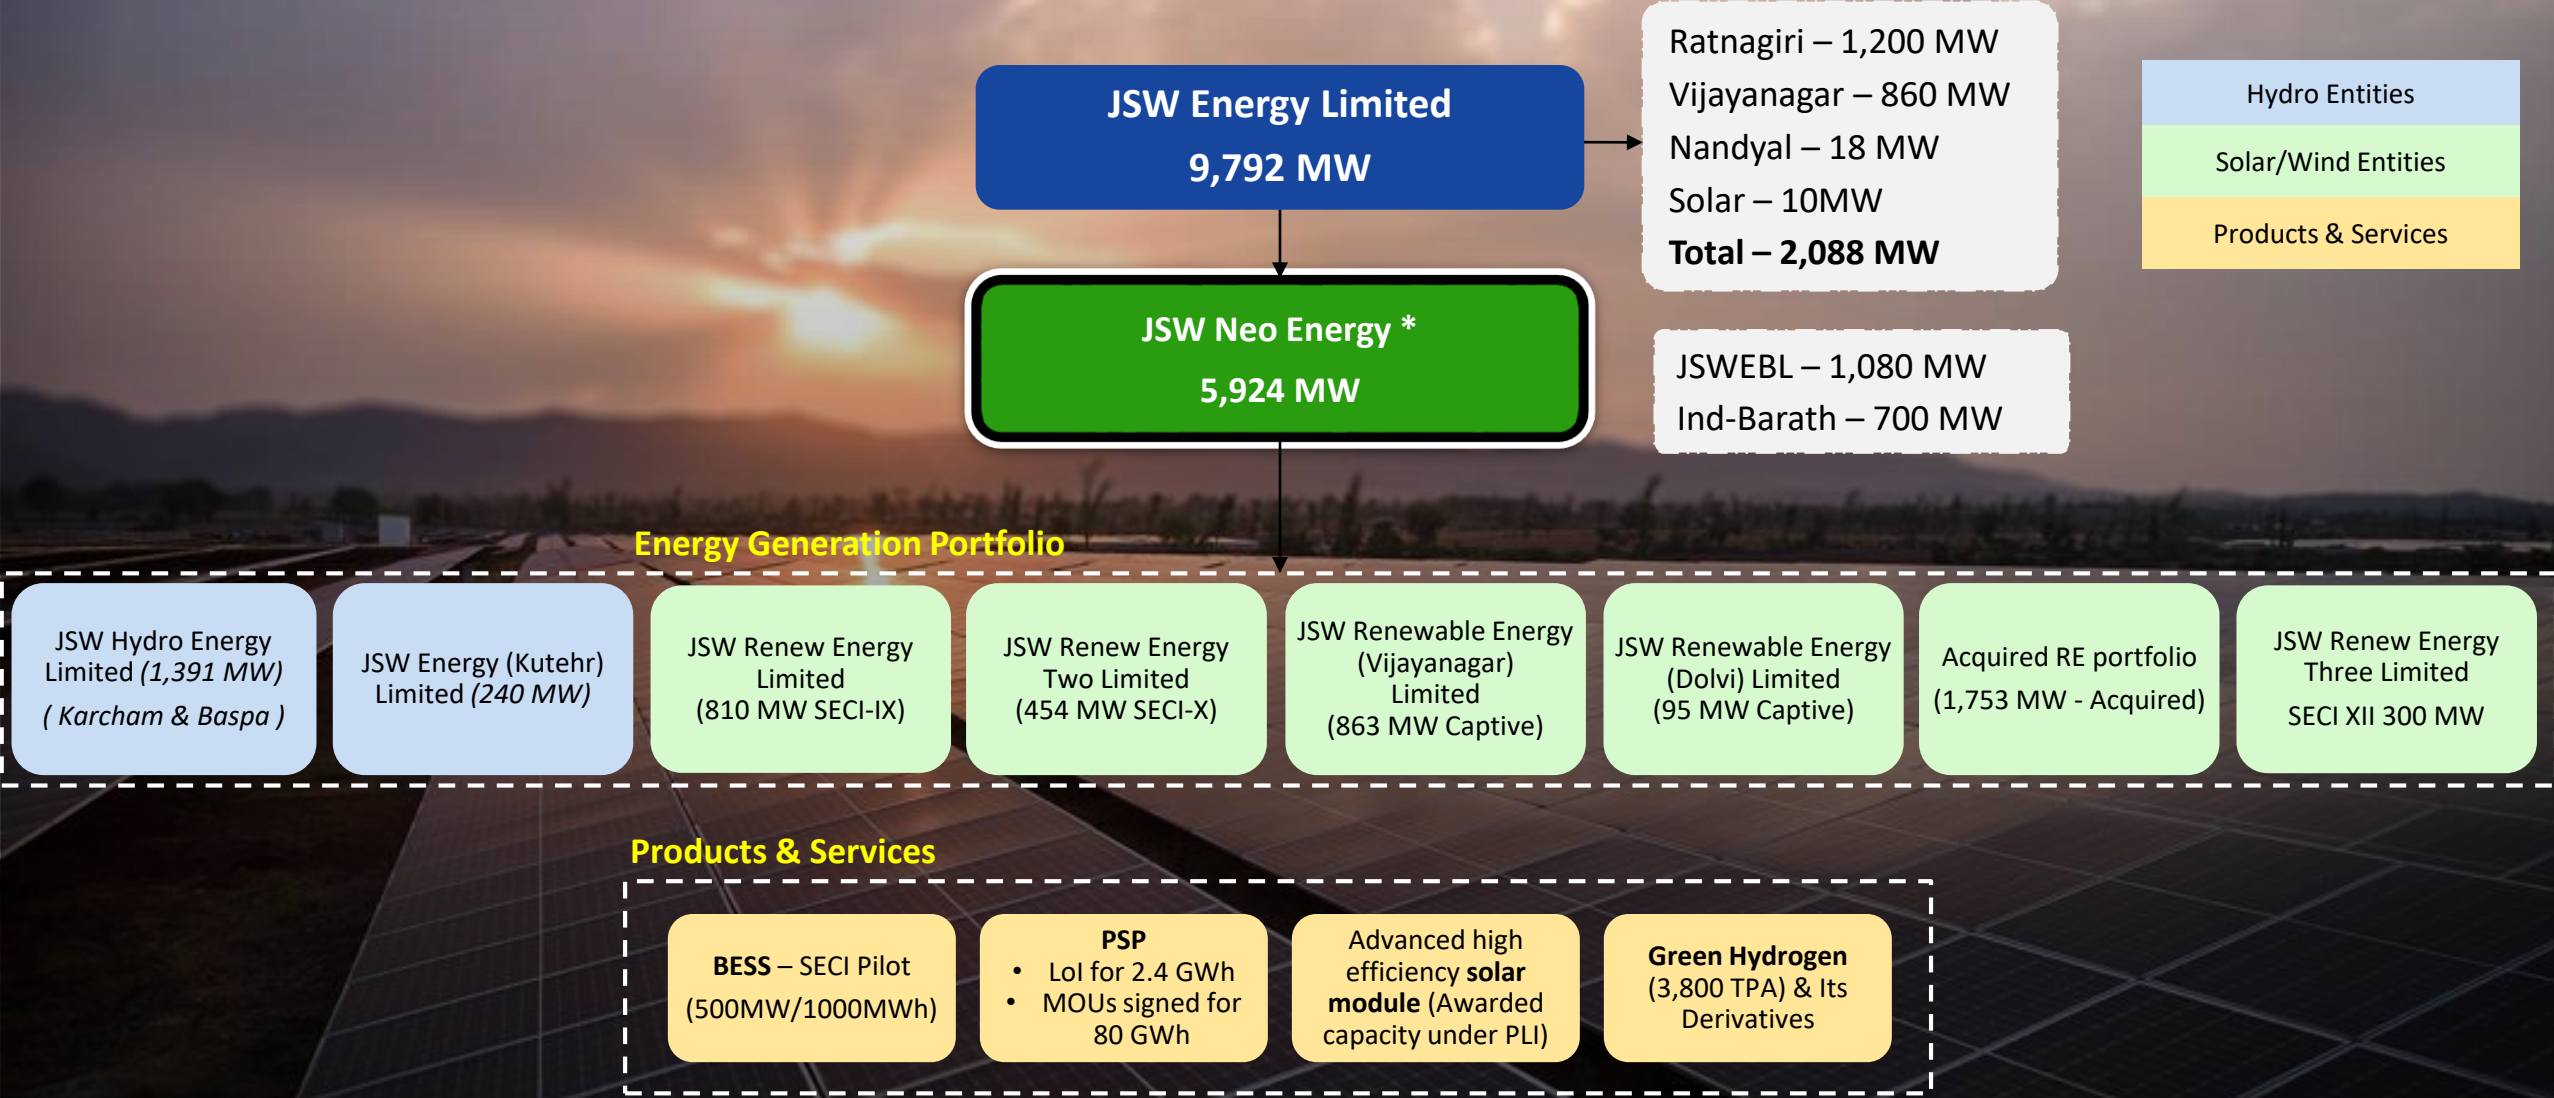 JSW Energy Limited
9,792 MW
Ratnagiri – 1,200 MW
Vijayanagar – 860 MW
Nandyal – 18 MW
Solar – 10MW
Total – 2,088 MW
Hydro Entities
Solar/Wind Entities
Products & Services
JSW Neo Energy *
5,924 MW
JSWEBL – 1,080 MW
Ind-Barath – 700 MW
Energy Generation Portfolio
JSW Hydro Energy
Limited (1,391 MW)
( Karcham & Baspa )
JSW Energy (Kutehr)
Limited (240 MW)
JSW Renew Energy
Limited
(810 MW SECI-IX)
JSW Renew Energy
Two Limited
(454 MW SECI-X)
JSW Renewable Energy
(Vijayanagar)
Limited
(863 MW Captive)
JSW Renewable Energy
(Dolvi) Limited
(95 MW Captive)
Acquired RE portfolio
(1,753 MW - Acquired)
JSW Renew Energy
Three Limited
SECI XII 300 MW
Products & Services
BESS – SECI Pilot
(500MW/1000MWh)
PSP
• LoI for 2.4 GWh
• MOUs signed for
80 GWh
Advanced high
efficiency solar
module (Awarded
capacity under PLI)
Green Hydrogen
(3,800 TPA) & Its
Derivatives